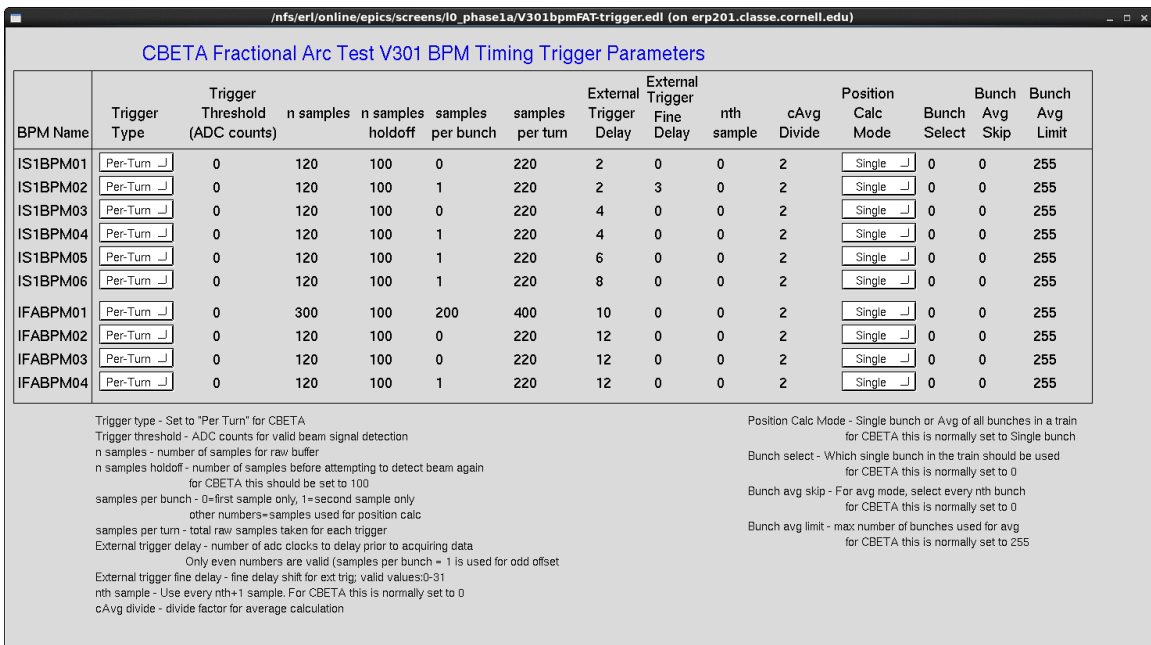 /nfs/erl/online/epics/screens/l0_phase1a/V301bpmFAT-trigger.edl (on erp201.classe.cornell.edu)
CBETA Fractional Arc Test V301 BPM Timing Trigger Parameters
BPM Name Trigger Type Trigger Threshold (ADC counts) n samples n samples holdoff samples per bunch samples per turn External Trigger Delay External Trigger Fine Delay nth sample cAvg Divide Position Calc Mode Bunch Select Bunch Avg Skip Bunch Avg Limit
IS1BPM01 Per-Turn 0 120 100 0 220 2 0 0 2 Single 0 0 255
IS1BPM02 Per-Turn 0 120 100 1 220 2 3 0 2 Single 0 0 255
IS1BPM03 Per-Turn 0 120 100 0 220 4 0 0 2 Single 0 0 255
IS1BPM04 Per-Turn 0 120 100 1 220 4 0 0 2 Single 0 0 255
IS1BPM05 Per-Turn 0 120 100 1 220 6 0 0 2 Single 0 0 255
IS1BPM06 Per-Turn 0 120 100 1 220 8 0 0 2 Single 0 0 255
IFABPM01 Per-Turn 0 300 100 200 400 10 0 0 2 Single 0 0 255
IFABPM02 Per-Turn 0 120 100 0 220 12 0 0 2 Single 0 0 255
IFABPM03 Per-Turn 0 120 100 0 220 12 0 0 2 Single 0 0 255
IFABPM04 Per-Turn 0 120 100 1 220 12 0 0 2 Single 0 0 255
Trigger type - Set to "Per Turn" for CBETA
Trigger threshold - ADC counts for valid beam signal detection
n samples - number of samples for raw buffer
n samples holdoff - number of samples before attempting to detect beam again
for CBETA this should be set to 100
samples per bunch - 0=first sample only, 1=second sample only
other numbers=samples used for position calc
samples per turn - total raw samples taken for each trigger
External trigger delay - number of adc clocks to delay prior to acquiring data
Only even numbers are valid (samples per bunch = 1 is used for odd offset
External trigger fine delay - fine delay shift for ext trig; valid values:0-31
nth sample - Use every nth+1 sample. For CBETA this is normally set to 0
cAvg divide - divide factor for average calculation
Position Calc Mode - Single bunch or Avg of all bunches in a train
for CBETA this is normally set to Single bunch
Bunch select - Which single bunch in the train should be used
for CBETA this is normally set to 0
Bunch avg skip - For avg mode, select every nth bunch
for CBETA this is normally set to 0
Bunch avg limit - max number of bunches used for avg
for CBETA this is normally set to 255